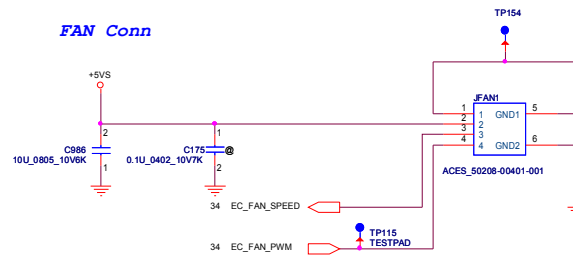 TP154
FAN Conn
+5VS
JFAN1
1 1 GND1 5
2 2
3 3
4 4 GND2 6
2 1
C986 C175 @
10U_0805_10V6K 0.1U_0402_10V7K
1 2
ACES_50208-00401-001
34 EC_FAN_SPEED
TP115
34 EC_FAN_PWM TESTPAD